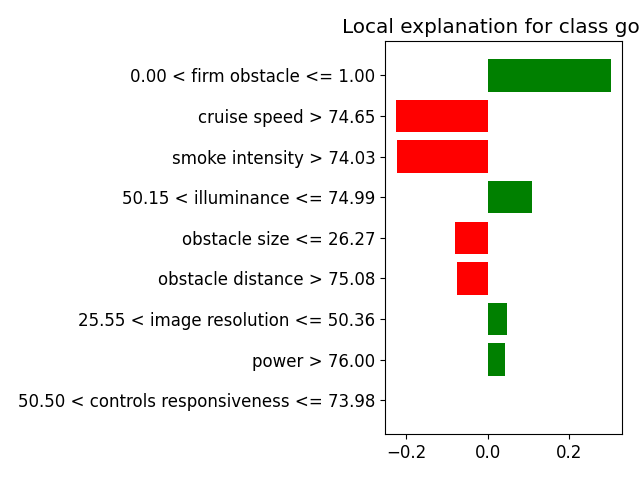 Local explanation for class go
0.00 < firm obstacle <= 1.00
cruise speed > 74.65
smoke intensity > 74.03
50.15 < illuminance <= 74.99
obstacle size <= 26.27
obstacle distance > 75.08
25.55 < image resolution <= 50.36
power > 76.00
50.50 < controls responsiveness <= 73.98
−0.2 0.0 0.2